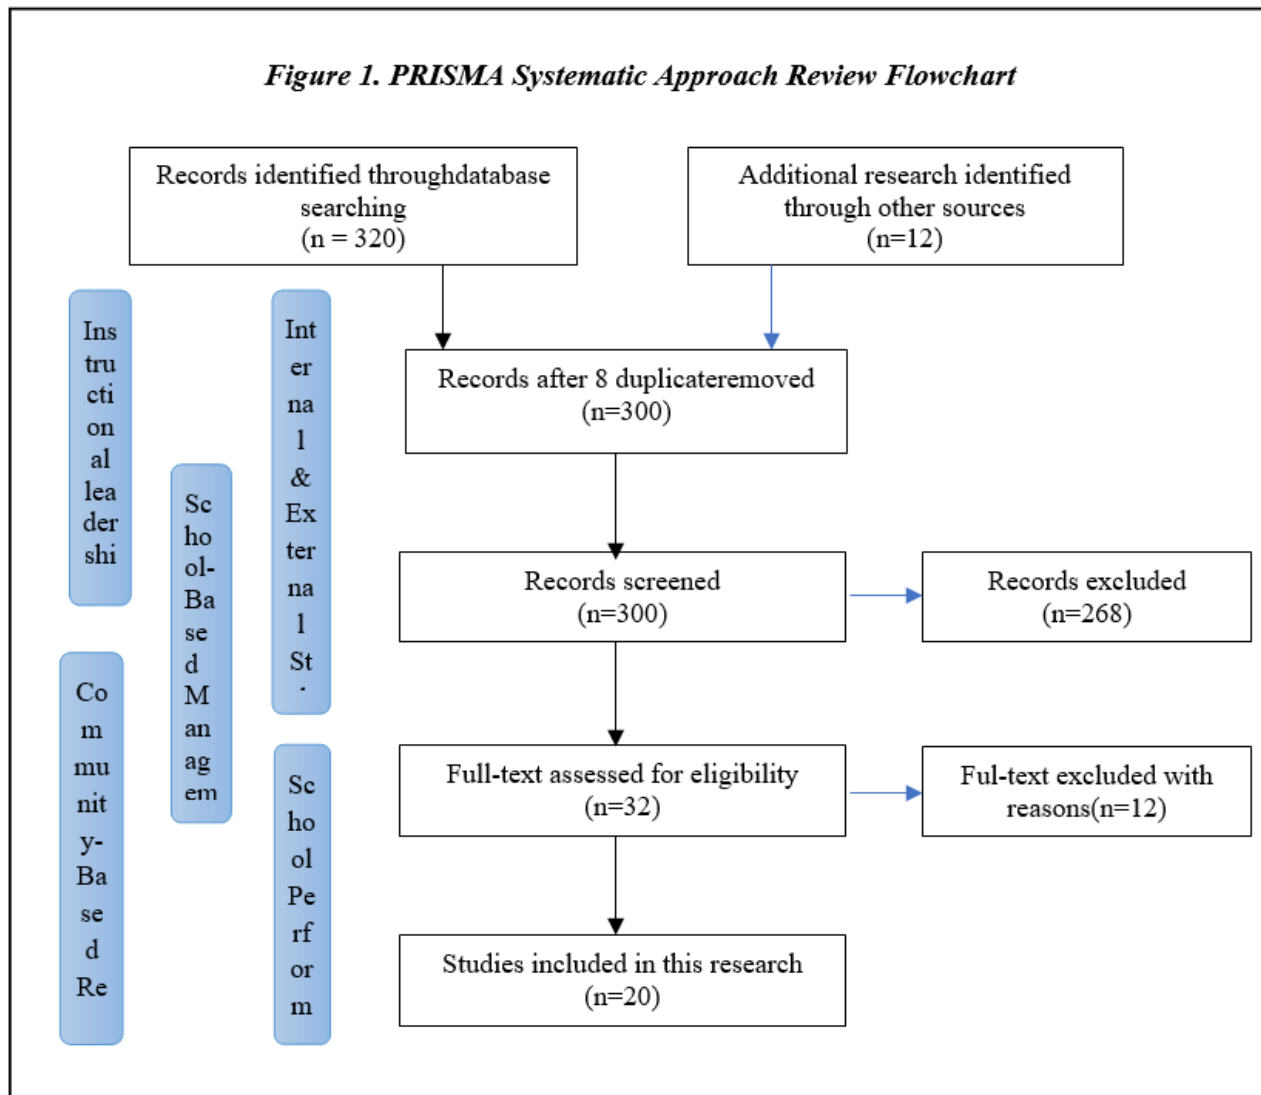 Figure 1. PRISMA Systematic Approach Review Flowchart
Records identified throughdatabase
searching
(n = 320)
Additional research identified
through other sources
(n=12)
Records after 8 duplicateremoved
(n=300)
Records screened
(n=300)
Records excluded
(n=268)
Full-text assessed for eligibility
(n=32)
Ful-text excluded with
reasons(n=12)
Studies included in this research
(n=20)
Ins
tru
cti
on
al
lea
der
shi
Int
er
na
l
&
Ex
ter
na
l
St
Sc
ho
ol-
Ba
se
d
M
an
ag
em
Co
m
mu
nit
y-
Ba
se
d
Re
Sc
ho
ol
Pe
rf
or
m